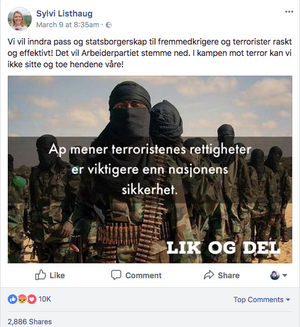 Sylvi Listhaug
March 9 at 8:35am ·
Vi vil inndra pass og statsborgerskap til fremmedkrigere og terrorister raskt
og effektivt! Det vil Arbeiderpartiet stemme ned. I kampen mot terror kan vi
ikke sitte og toe hendene våre!
Ap mener terroristenes rettigheter
er viktigere enn nasjonens
sikkerhet.
LIK OG DEL
Like Comment Share
10K Top Comments
2,886 Shares